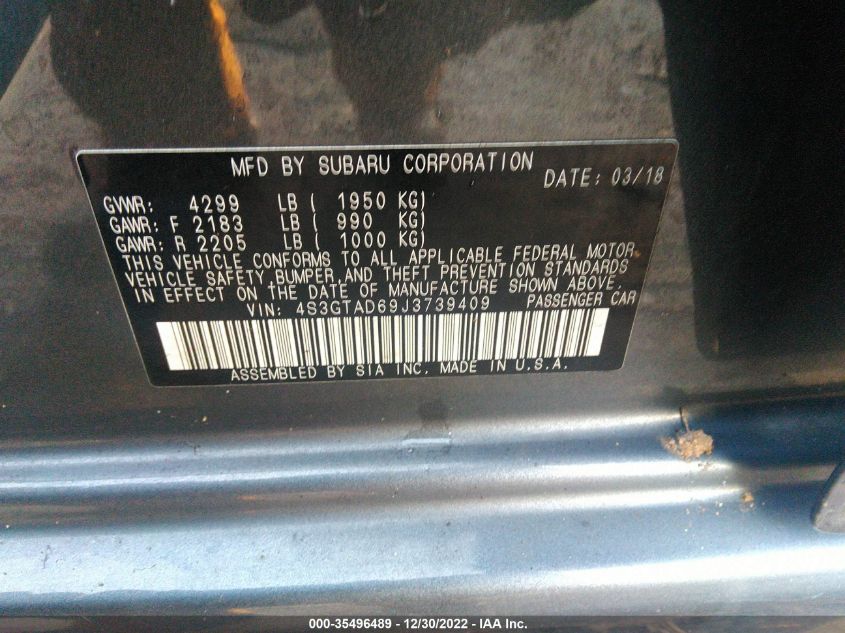 MFD BY SUBARU CORPORATION
DATE: 03/18
GVWR: 4299 LB ( 1950 KG)
GAWR: F 2183 LB ( 990 KG)
GAWR: R 2205 LB ( 1000 KG)
THIS VEHICLE CONFORMS TO ALL APPLICABLE FEDERAL MOTOR
VEHICLE SAFETY, BUMPER, AND THEFT PREVENTION STANDARDS
IN EFFECT ON THE DATE OF MANUFACTURE SHOWN ABOVE.
VIN: 4S3GTAD69J3739409 PASSENGER CAR
ASSEMBLED BY SIA INC. MADE IN U.S.A.
000-35496489 - 12/30/2022 - IAA Inc.